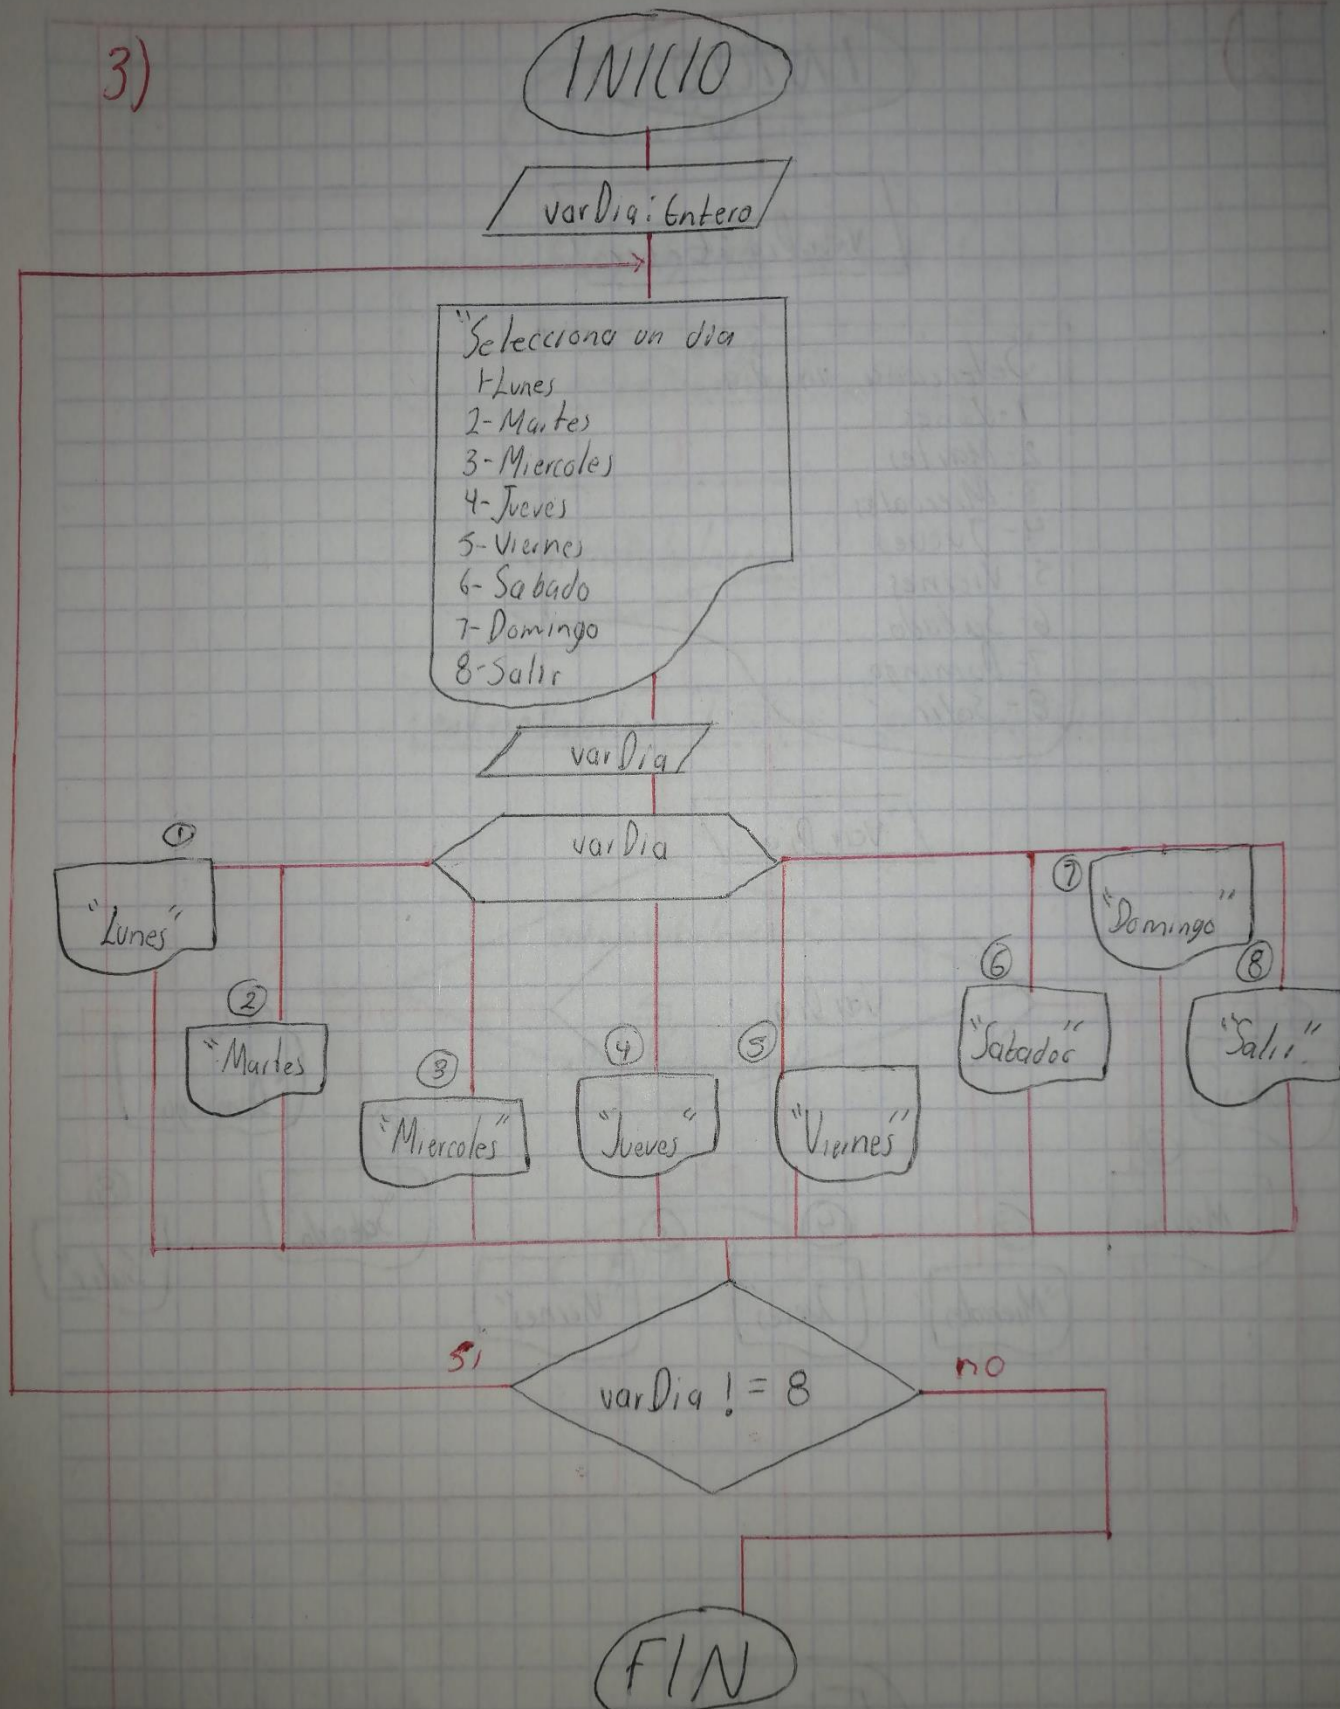 3)
INICIO
varDia: Entero
"Selecciona un dia
1-Lunes
2-Martes
3-Miercoles
4-Jueves
5-Viernes
6-Sabado
7-Domingo
8-Salir
varDia
varDia
1
"Lunes"
2
"Martes
3
"Miercoles"
4
"Jueves"
5
"Viernes"
6
7
"Domingo"
8
"Salir"
varDia != 8
si
no
FIN